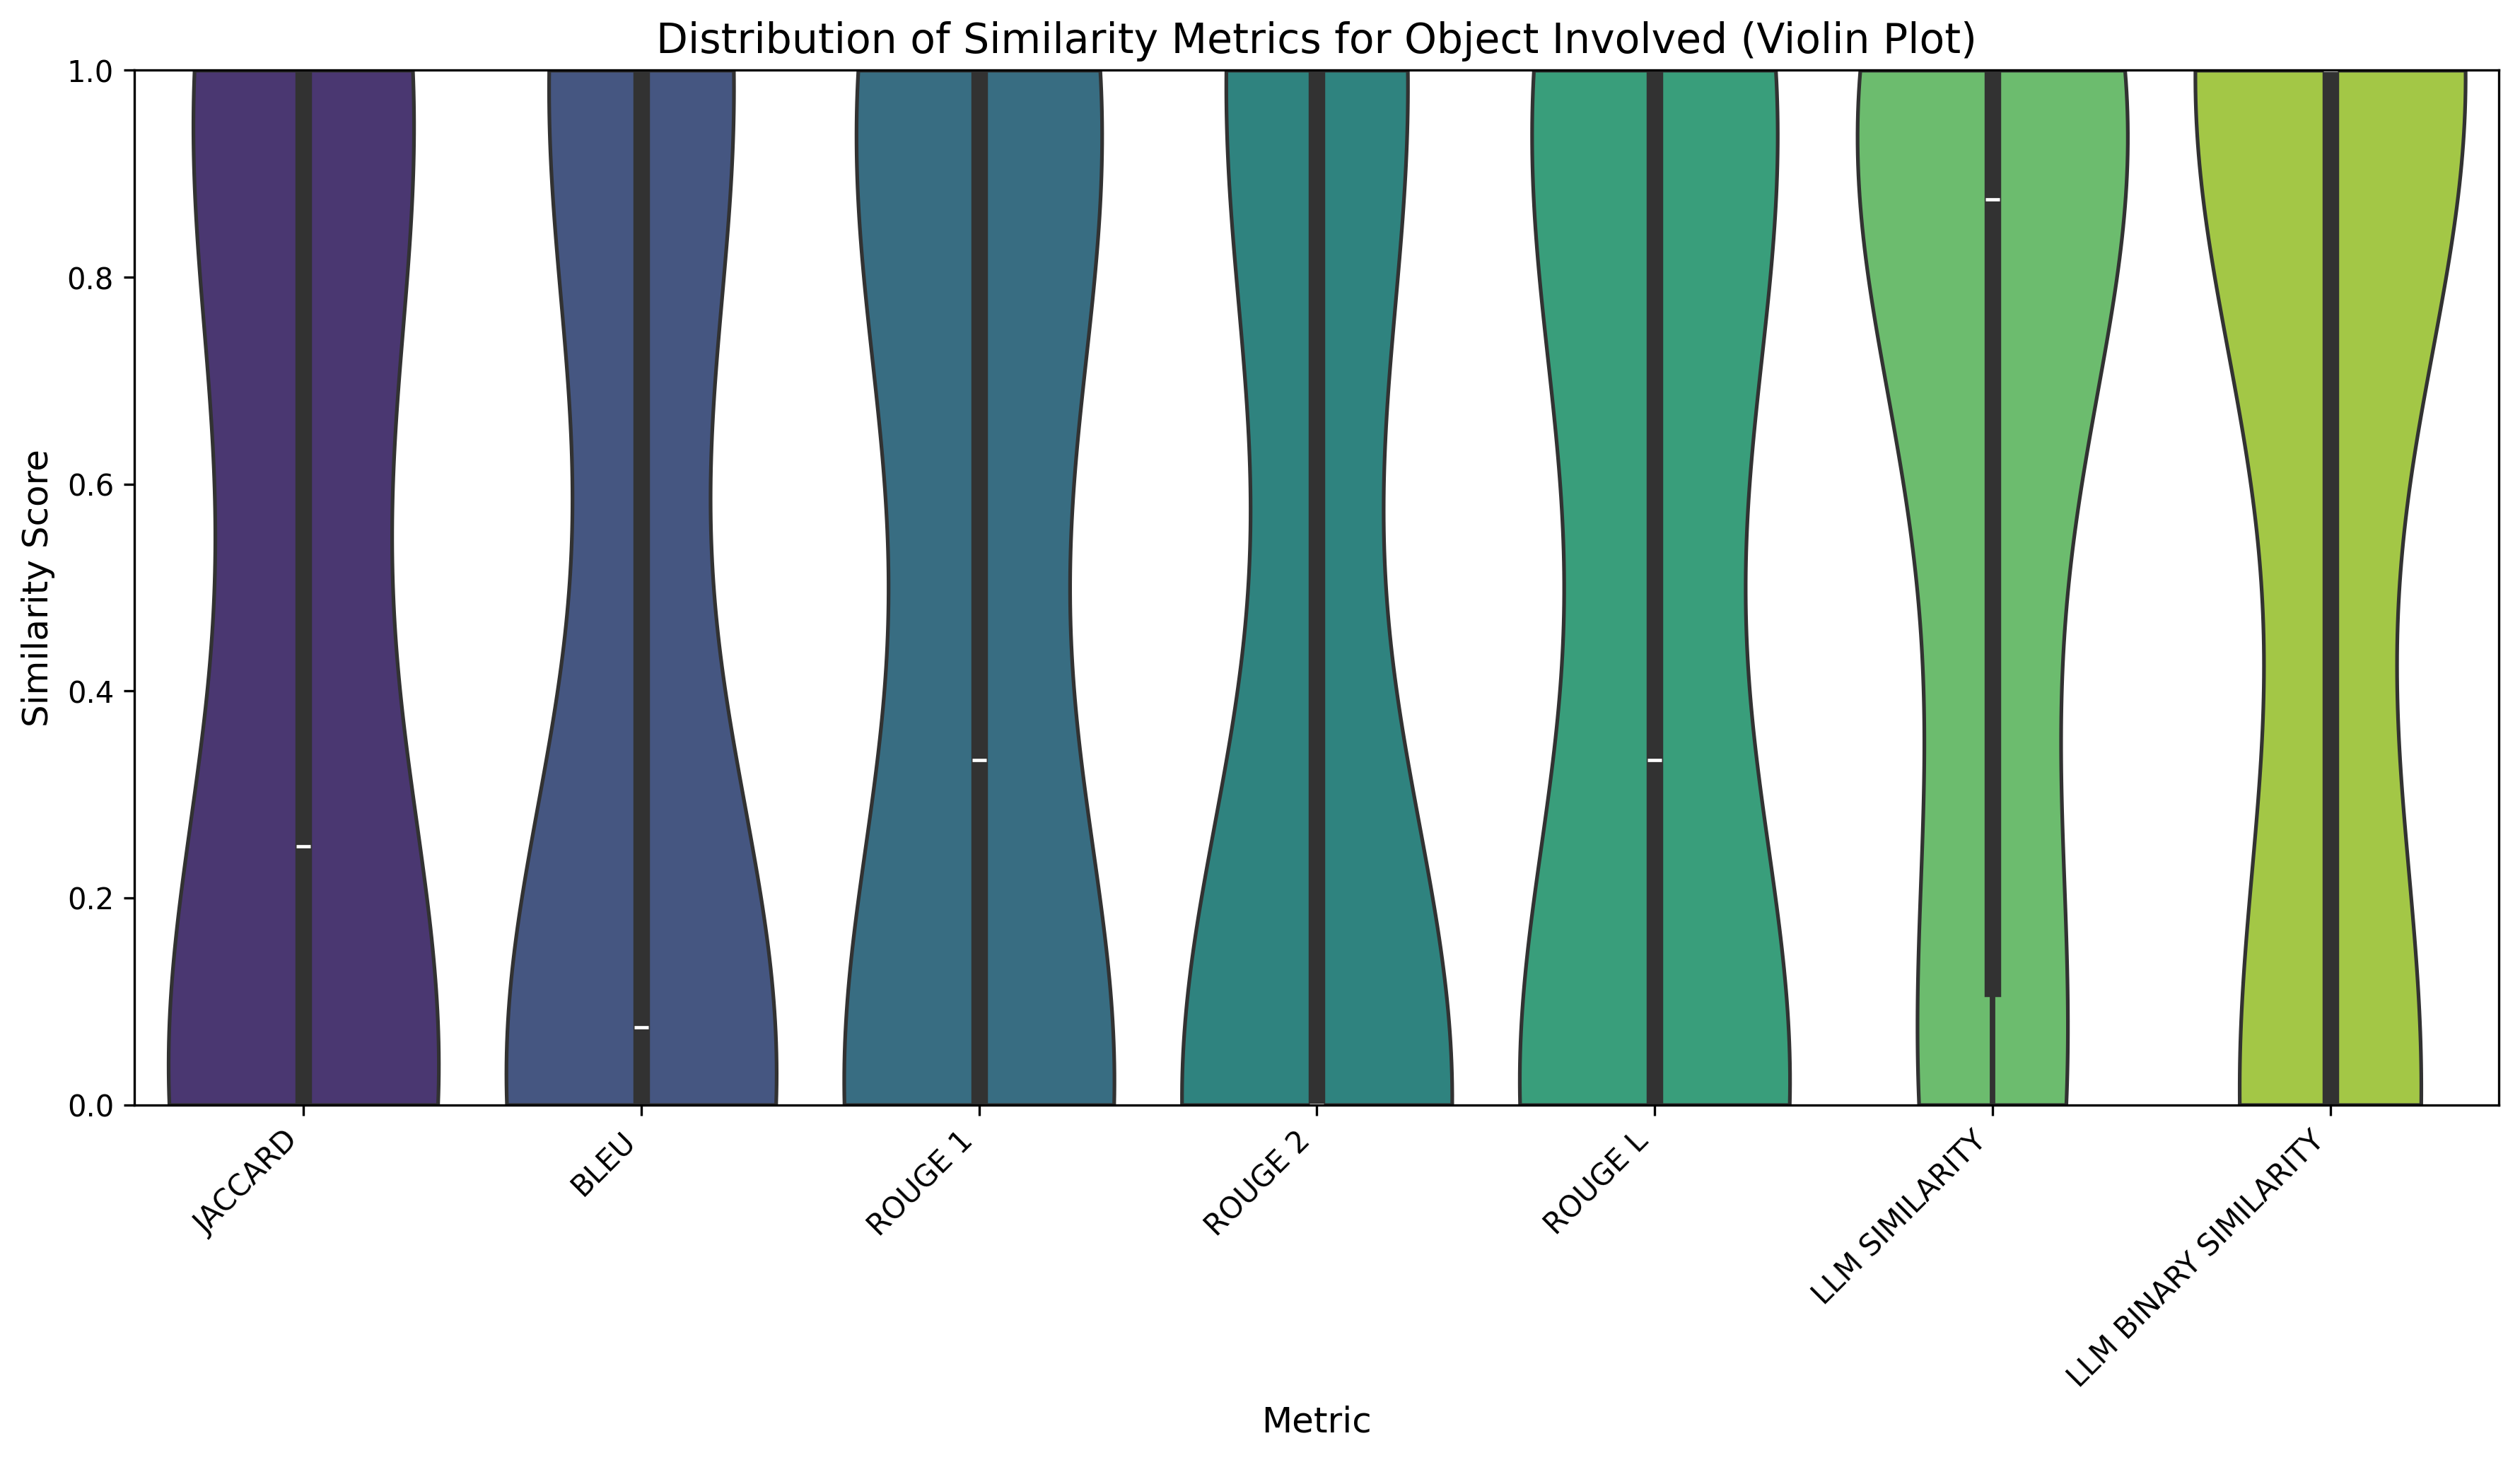 Distribution of Similarity Metrics for Object Involved (Violin Plot)
Similarity Score
1.0
0.8
0.6
0.4
0.2
0.0
JACCARD
BLEU
ROUGE 1
ROUGE 2
ROUGE L
LLM SIMILARITY
LLM BINARY SIMILARITY
Metric